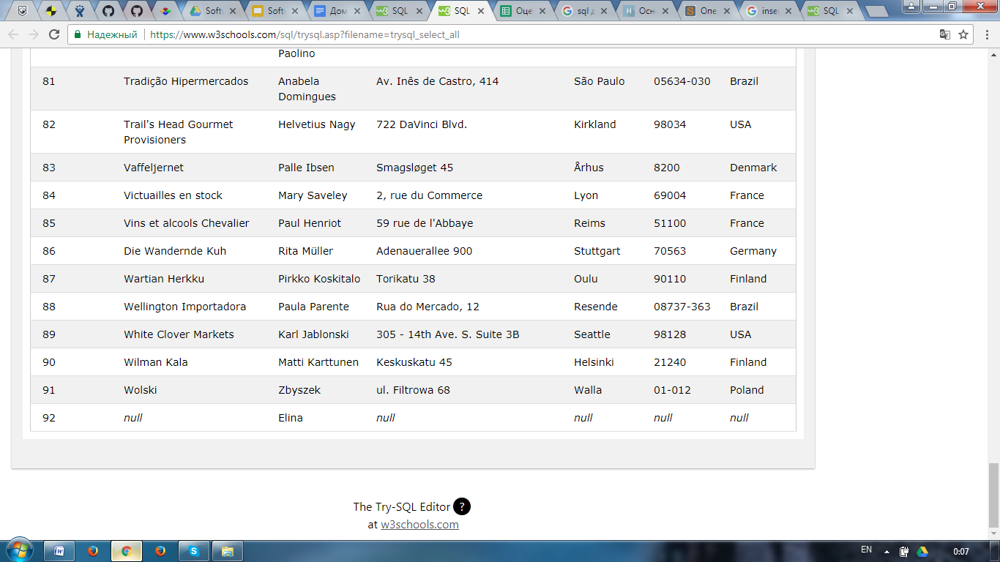 Softv
Softv
Дом
SQL
SQL
Оце
sql д
Осн
Опе
inser
SQL
Надежный https://www.w3schools.com/sql/trysql.asp?filename=trysql_select_all
Paolino
81 Tradição Hipermercados Anabela Domingues Av. Inês de Castro, 414 São Paulo 05634-030 Brazil
82 Trail's Head Gourmet Provisioners Helvetius Nagy 722 DaVinci Blvd. Kirkland 98034 USA
83 Vaffeljernet Palle Ibsen Smagsløget 45 Århus 8200 Denmark
84 Victuailles en stock Mary Saveley 2, rue du Commerce Lyon 69004 France
85 Vins et alcools Chevalier Paul Henriot 59 rue de l'Abbaye Reims 51100 France
86 Die Wandernde Kuh Rita Müller Adenauerallee 900 Stuttgart 70563 Germany
87 Wartian Herkku Pirkko Koskitalo Torikatu 38 Oulu 90110 Finland
88 Wellington Importadora Paula Parente Rua do Mercado, 12 Resende 08737-363 Brazil
89 White Clover Markets Karl Jablonski 305 - 14th Ave. S. Suite 3B Seattle 98128 USA
90 Wilman Kala Matti Karttunen Keskuskatu 45 Helsinki 21240 Finland
91 Wolski Zbyszek ul. Filtrowa 68 Walla 01-012 Poland
92 null Elina null null null null
The Try-SQL Editor ?
at w3schools.com
EN 0:07